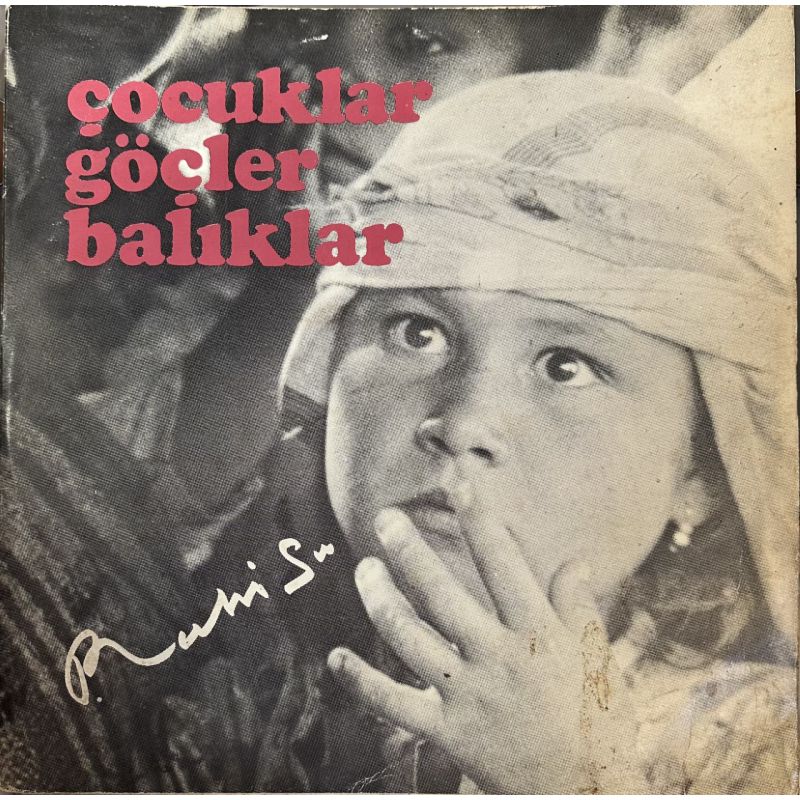 çocuklar
göçler
balıklar
Ruhi Su